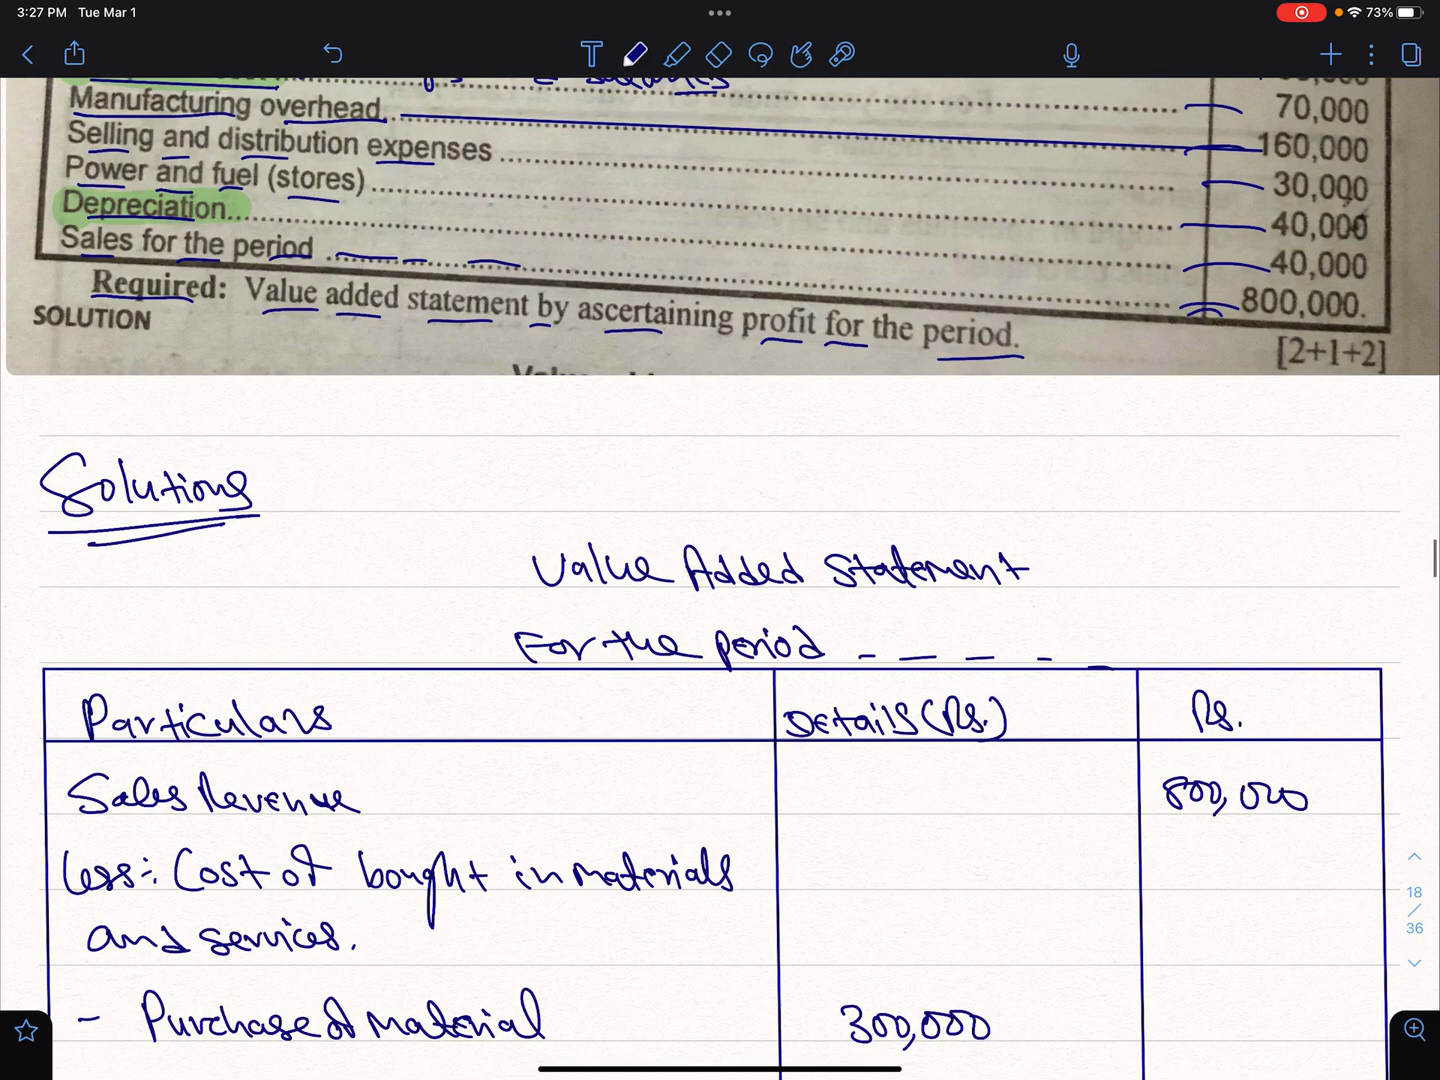 3:27 PM Tue Mar 1
73%
70,000
Manufacturing overhead 160,000
Selling and distribution expenses 30,000
Power and fuel (stores) 40,000
Depreciation 40,000
Sales for the period 800,000.
Required: Value added statement by ascertaining profit for the period.
[2+1+2]
SOLUTION
Solutions
Value Added Statement
For the period _ _ _ _ _
Particulars Details (Rs.) Rs.
Sales Revenue 800,000
Less: Cost of bought in materials
and services.
- Purchase of Material 300,000
18
/
36